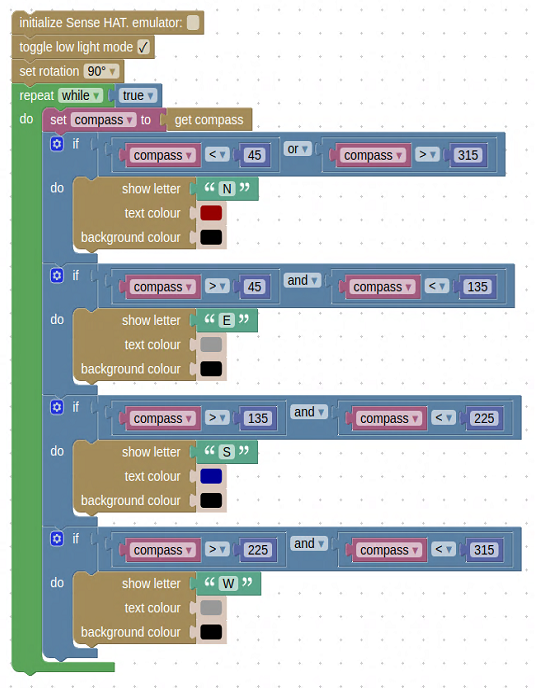 initialize Sense HAT. emulator:
toggle low light mode ✓
set rotation 90° ▾
repeat while ▾ true ▾
do set compass ▾ to get compass
if compass ▾ < ▾ 45 or ▾ compass ▾ > ▾ 315
do show letter “ N ”
text colour
background colour
if compass ▾ > ▾ 45 and ▾ compass ▾ < ▾ 135
do show letter “ E ”
text colour
background colour
if compass ▾ > ▾ 135 and ▾ compass ▾ < ▾ 225
do show letter “ S ”
text colour
background colour
if compass ▾ > ▾ 225 and ▾ compass ▾ < ▾ 315
do show letter “ W ”
text colour
background colour